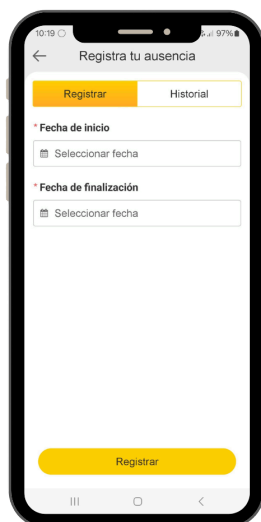 10:19
97%
Registra tu ausencia
Registrar
Historial
* Fecha de inicio
Seleccionar fecha
* Fecha de finalización
Seleccionar fecha
Registrar